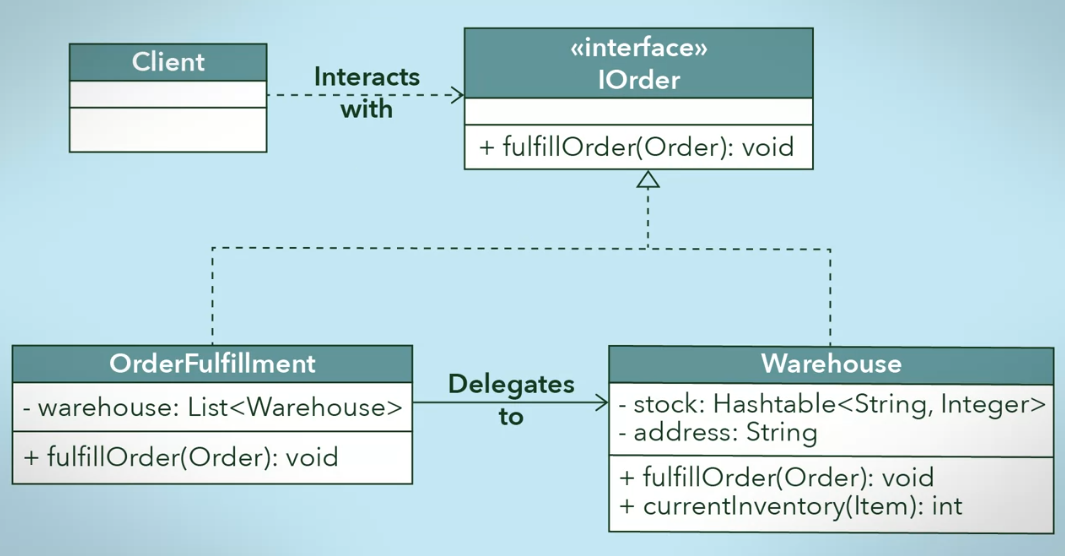 Client
Interacts
with
«interface»
IOrder
+ fulfillOrder(Order): void
OrderFulfillment
- warehouse: List<Warehouse>
+ fulfillOrder(Order): void
Delegates
to
Warehouse
- stock: Hashtable<String, Integer>
- address: String
+ fulfillOrder(Order): void
+ currentInventory(Item): int